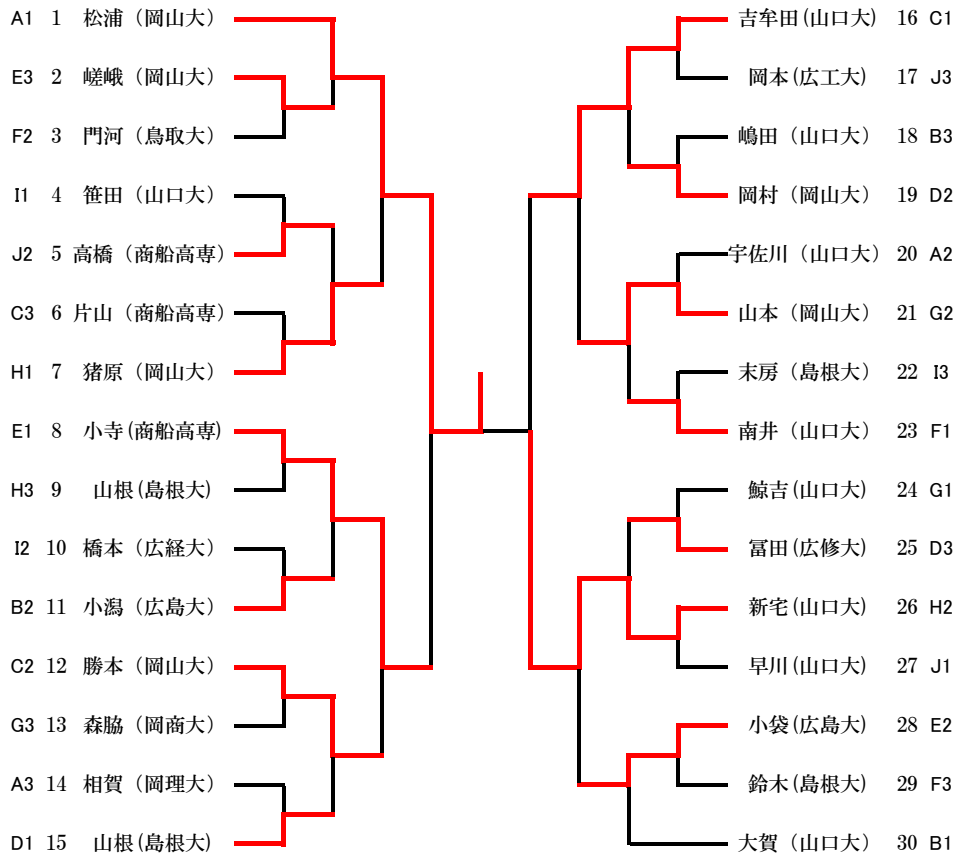 A1 1 松浦（岡山大） 吉牟田(山口大) 16 C1
E3 2 嵯峨（岡山大） 岡本(広工大) 17 J3
F2 3 門河（鳥取大） 嶋田（山口大） 18 B3
I1 4 笹田（山口大） 岡村（岡山大） 19 D2
J2 5 高橋（商船高専） 宇佐川（山口大） 20 A2
C3 6 片山（商船高専） 山本（岡山大） 21 G2
H1 7 猪原（岡山大） 末房（島根大） 22 I3
E1 8 小寺(商船高専) 南井（山口大） 23 F1
H3 9 山根(島根大) 鯨吉(山口大) 24 G1
I2 10 橋本（広経大） 冨田(広修大) 25 D3
B2 11 小潟（広島大） 新宅(山口大) 26 H2
C2 12 勝本（岡山大） 早川(山口大) 27 J1
G3 13 森脇（岡商大） 小袋(広島大) 28 E2
A3 14 相賀（岡理大） 鈴木(島根大) 29 F3
D1 15 山根(島根大) 大賀（山口大） 30 B1